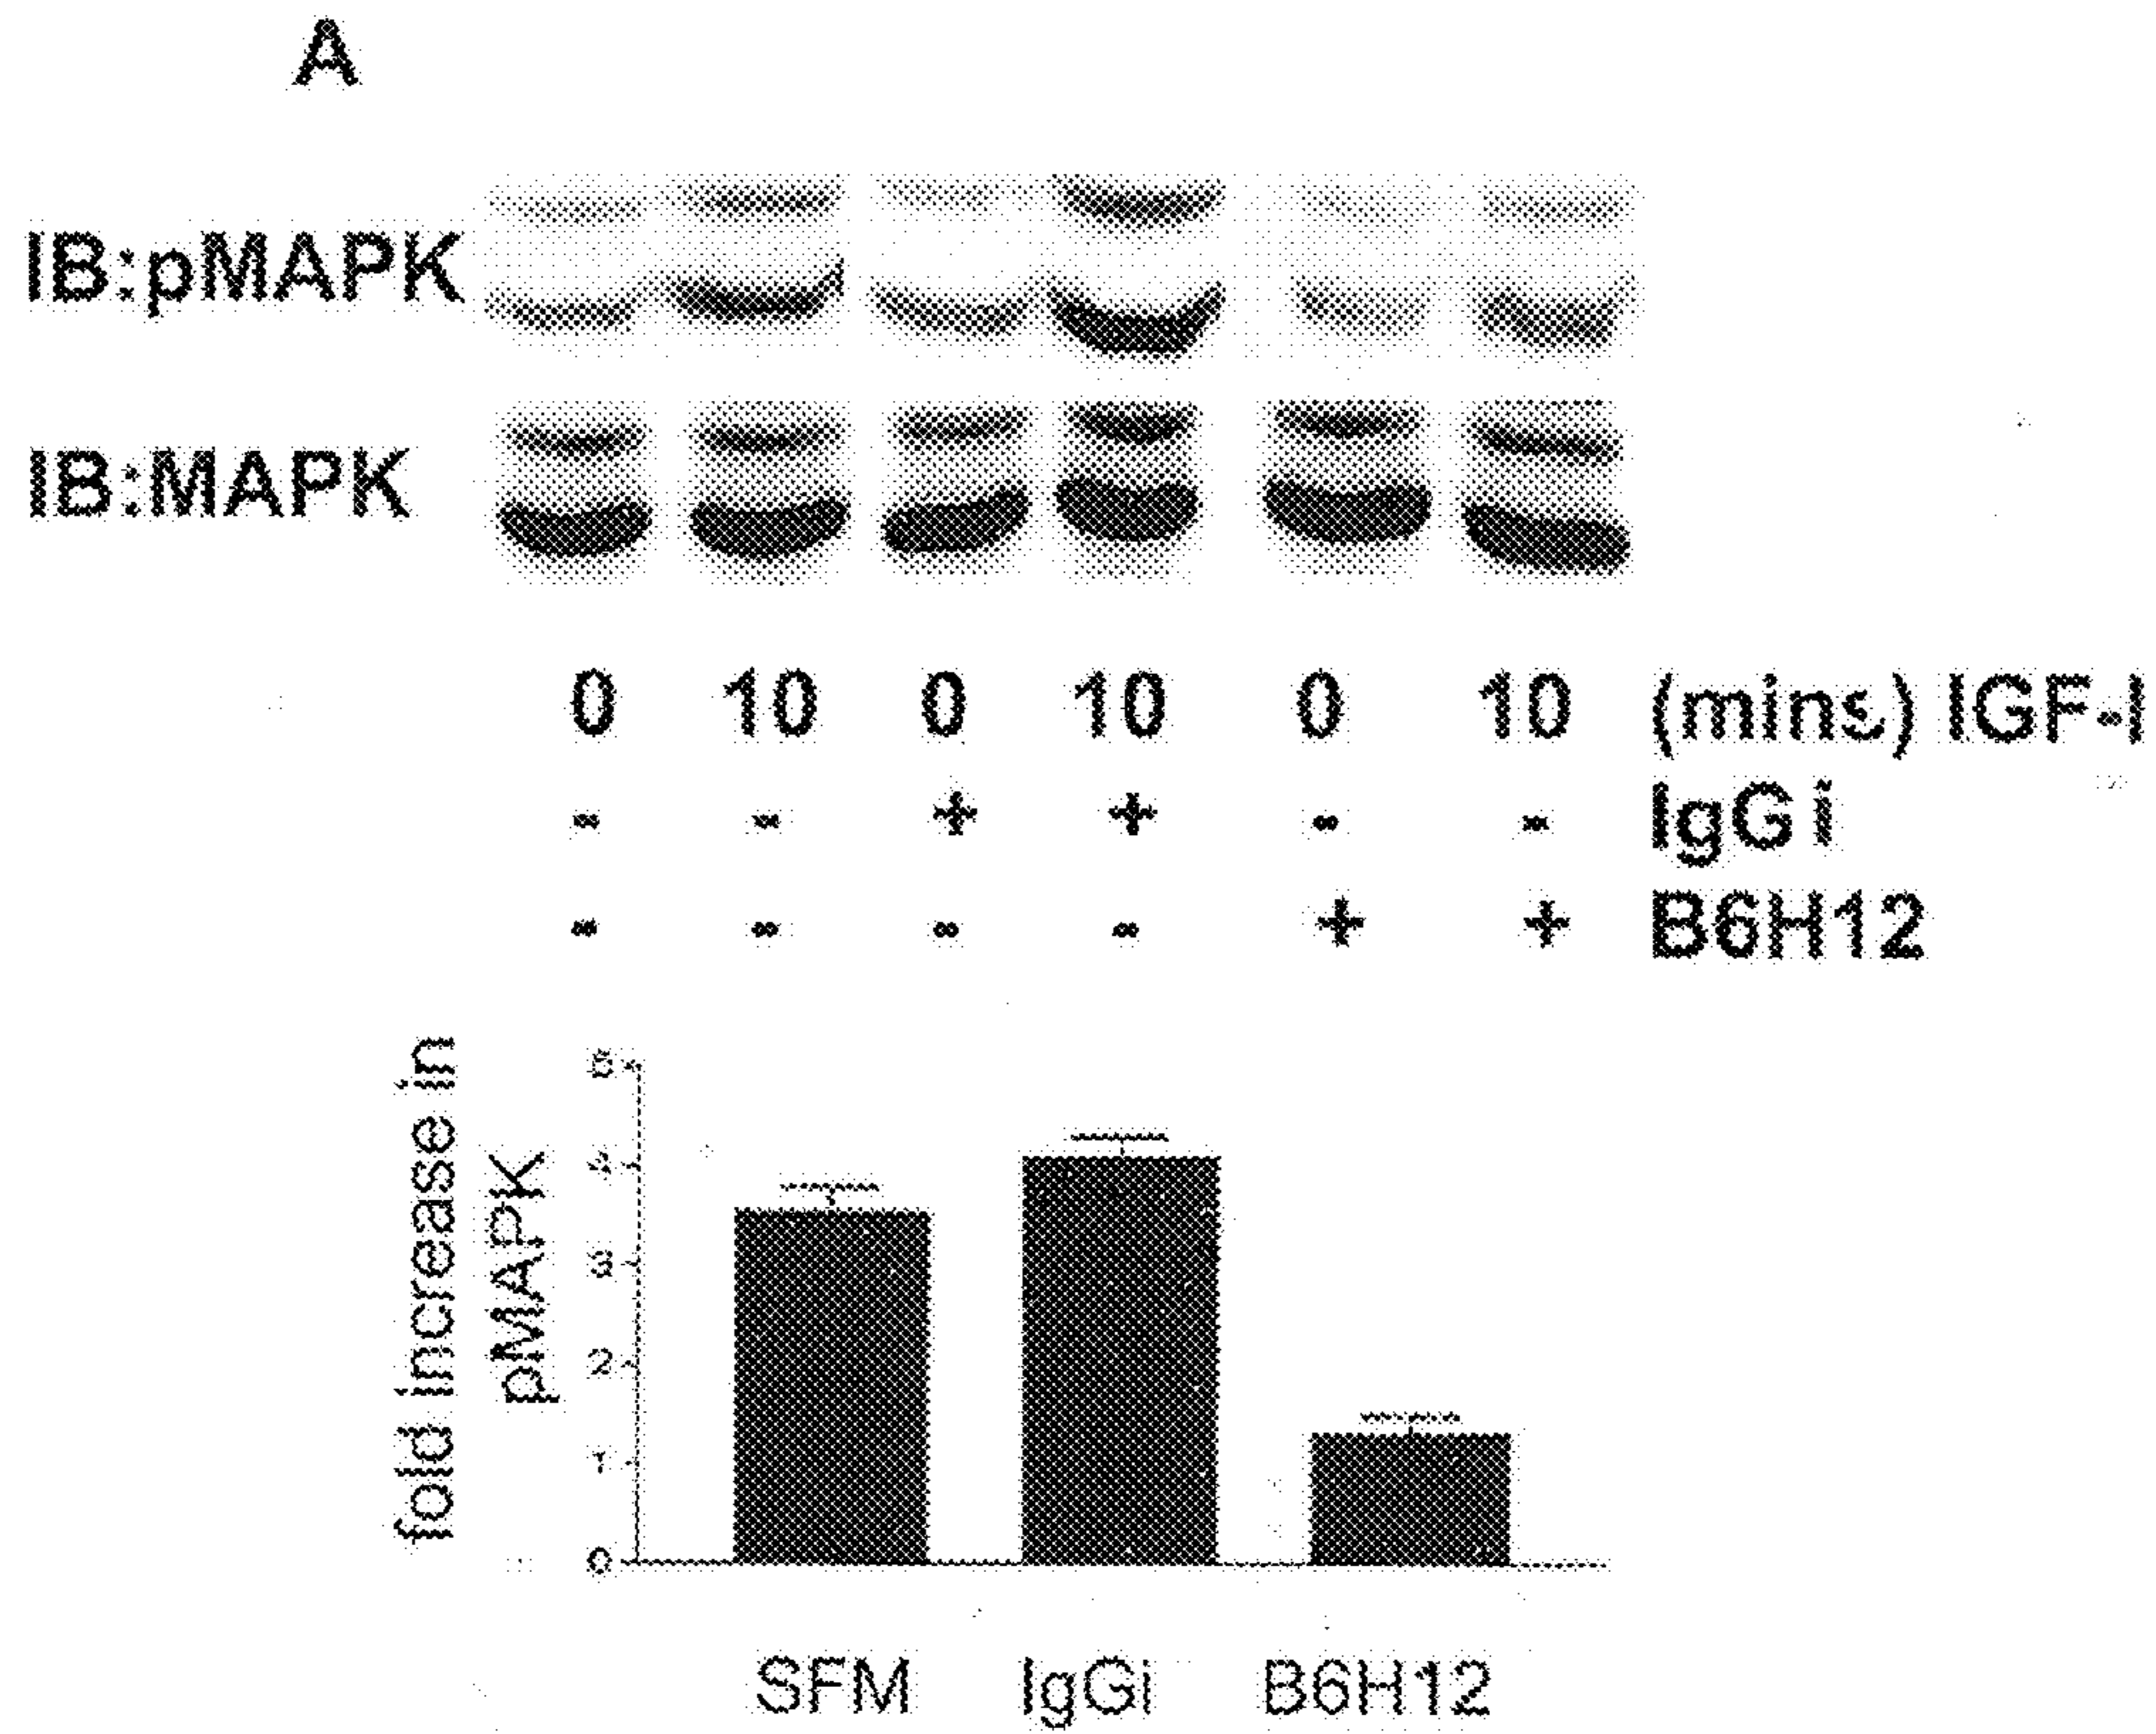 A
IB:pMAPK
IB:MAPK
0 10 0 10 0 10 (mins) IGF-I
- - + + - - IgG i
- - - - + + B6H12
fold increase in
pMAPK
5
4
3
2
1
0
SFM IgGi B6H12